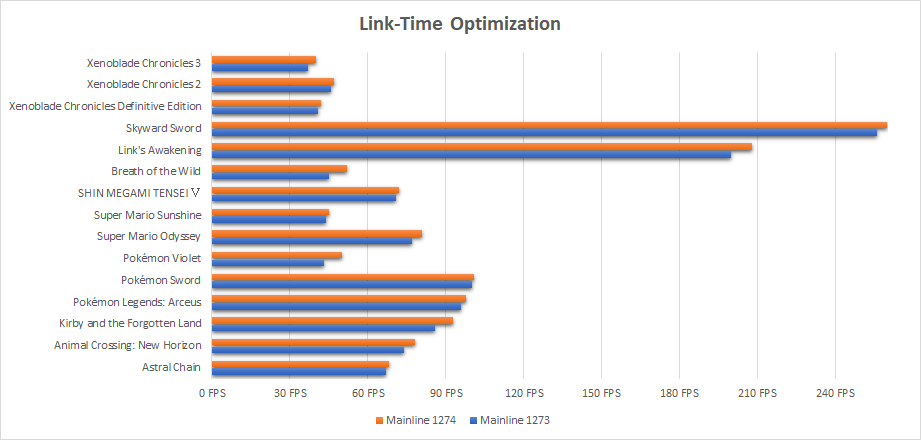 Link-Time Optimization
Xenoblade Chronicles 3
Xenoblade Chronicles 2
Xenoblade Chronicles Definitive Edition
Skyward Sword
Link's Awakening
Breath of the Wild
SHIN MEGAMI TENSEI Ⅴ
Super Mario Sunshine
Super Mario Odyssey
Pokémon Violet
Pokémon Sword
Pokémon Legends: Arceus
Kirby and the Forgotten Land
Animal Crossing: New Horizon
Astral Chain
0 FPS 30 FPS 60 FPS 90 FPS 120 FPS 150 FPS 180 FPS 210 FPS 240 FPS
Mainline 1274 Mainline 1273